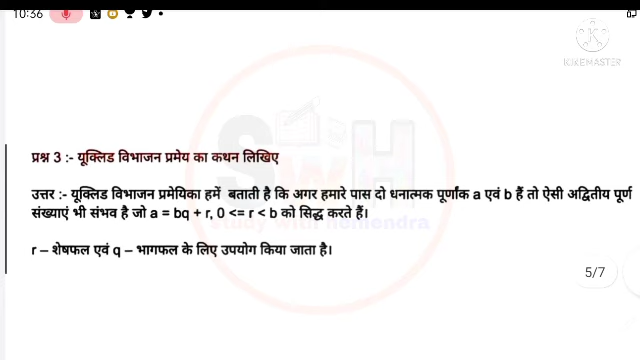 10:36
KINEMASTER
प्रश्न 3 :- यूक्लिड विभाजन प्रमेय का कथन लिखिए
उत्तर :- यूक्लिड विभाजन प्रमेयिका हमें बताती है कि अगर हमारे पास दो धनात्मक पूर्णांक a एवं b हैं तो ऐसी अद्वितीय पूर्ण
संख्याएं भी संभव है जो a = bq + r, 0 <= r < b को सिद्ध करते हैं।
r – शेषफल एवं q – भागफल के लिए उपयोग किया जाता है।
5/7